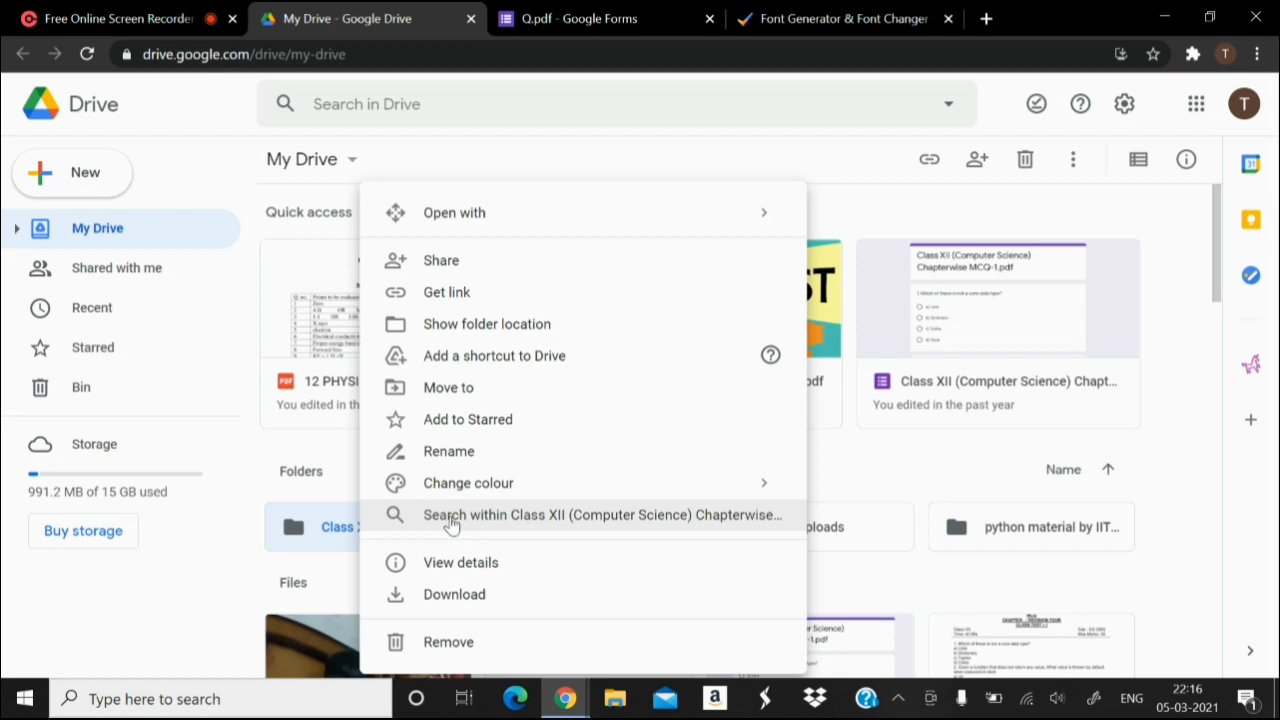 Free Online Screen Recorder
My Drive - Google Drive
Q.pdf - Google Forms
Font Generator & Font Changer
drive.google.com/drive/my-drive
T
Drive
Search in Drive
T
New
My Drive
My Drive
Shared with me
Recent
Starred
Bin
Storage
991.2 MB of 15 GB used
Buy storage
Quick access
PDF
12 PHYSI
You edited in th
Open with
Share
Get link
Show folder location
Add a shortcut to Drive
Move to
Add to Starred
Rename
Change colour
Search within Class XII (Computer Science) Chapterwise...
View details
Download
Remove
ST
pdf
Class XII (Computer Science)
Chapterwise MCQ-1.pdf
Class XII (Computer Science) Chapt...
You edited in the past year
Folders
Name
Class X
ploads
python material by IIT...
Files
r Science)
-1.pdf
31
Type here to search
a
ENG
22:16
05-03-2021
1